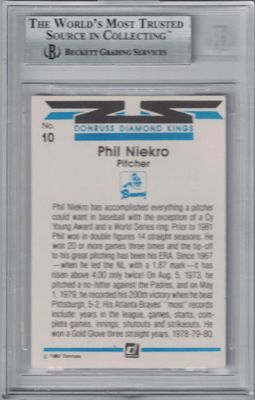 THE WORLD'S MOST TRUSTED
SOURCE IN COLLECTING™
BECKETT GRADING SERVICES
DONRUSS DIAMOND KINGS
No.
10
Phil Niekro
Pitcher
Braves
Phil Niekro has accomplished everything a pitcher
could want in baseball with the exception of a Cy
Young Award and a World Series ring. Prior to 1981
Phil won in double figures 14 straight seasons. He
won 20 or more games three times and the tip-off to
his great pitching has been his ERA. Since 1967
—when he led the NL with a 1.87 mark—it has
risen above 4.00 only twice! On Aug. 5, 1973, he
pitched a no-hitter against the Padres, and on May
1, 1979, he recorded his 200th victory when he beat
Pittsburgh, 5-2. His Atlanta Braves "most" records
include: years in the league, games, starts, com-
plete games, innings, shutouts and strikeouts. He
won a Gold Glove three straight years, 1978-79-80.
© 1982 Donruss